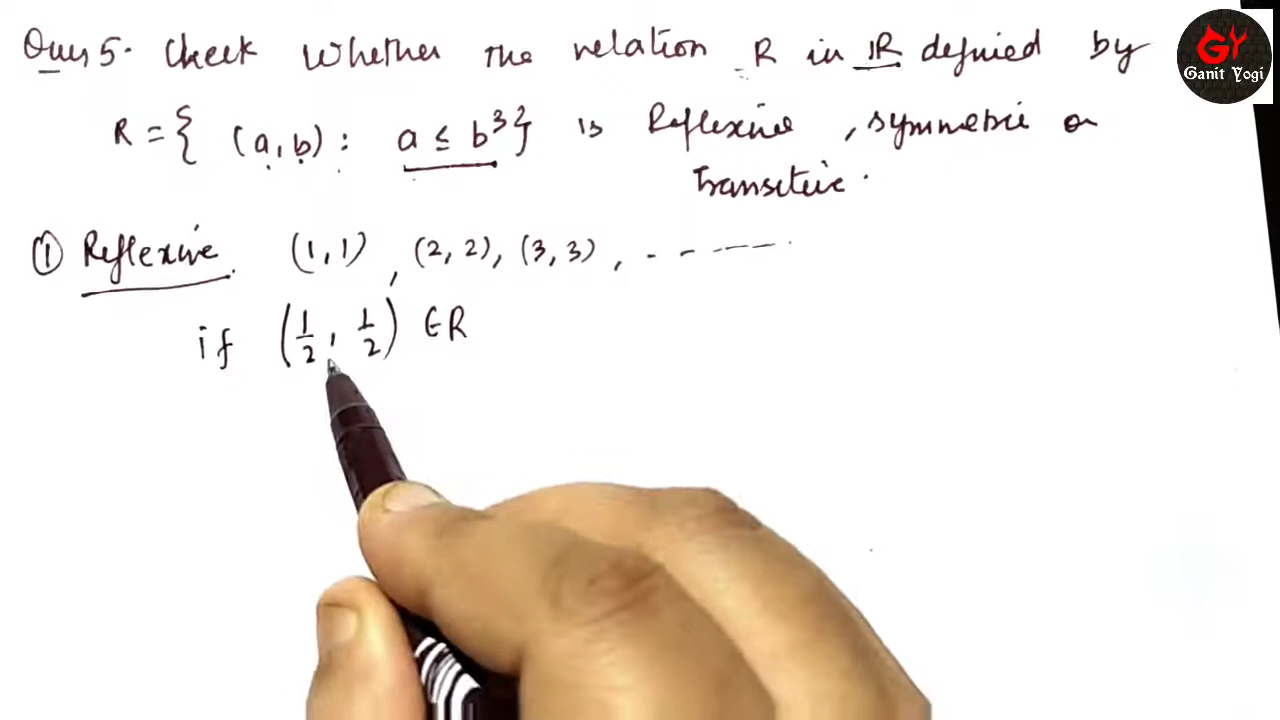 Ques 5. Check Whether the relation R in IR defined by
R = { (a, b) : a ≤ b³} is Reflexive, symmetric or
Transitive.
① Reflexive (1, 1), (2, 2), (3, 3), - - - - -
if (1/2, 1/2) ∈ R
GY
Ganit Yogi